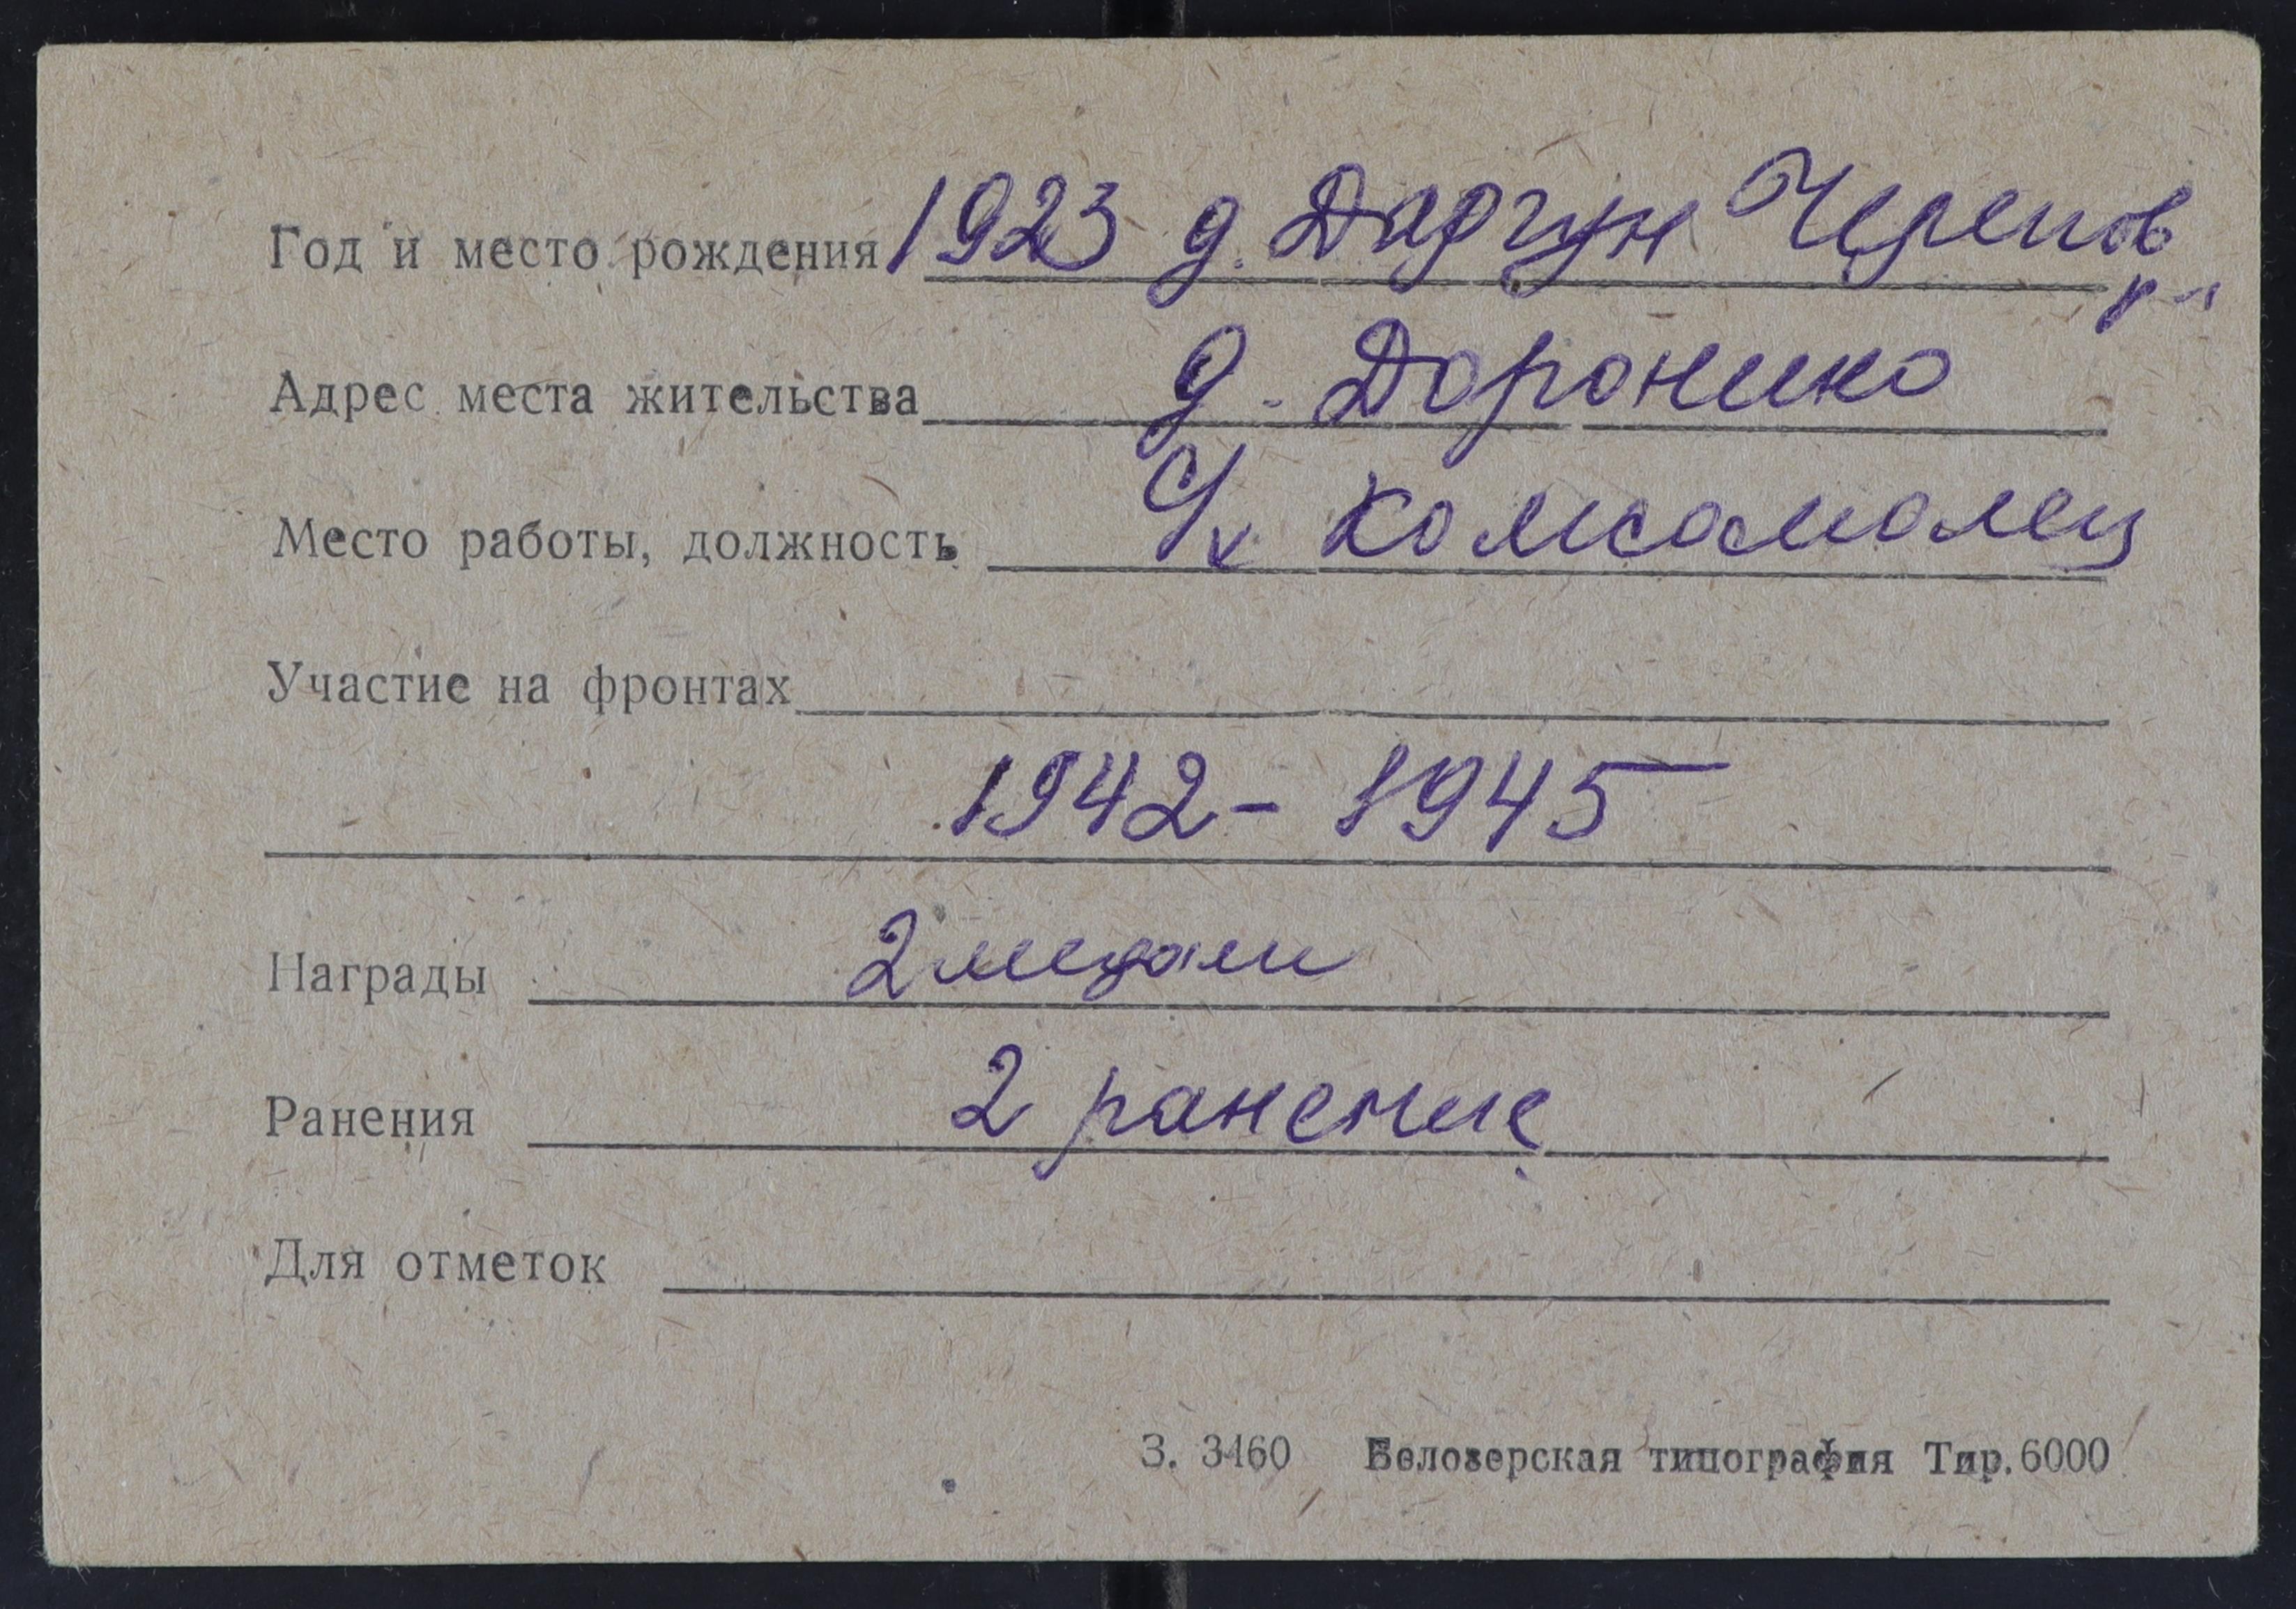 Год и место рождения 1923 д. Даргун Черепов
р-н
Адрес места жительства д. Доронино
Место работы, должность с/х Комсомолец
Участие на фронтах
1942 - 1945
Награды 2 медали
Ранения 2 ранение
Для отметок
З. 3460 Белозерская типография Тир. 6000